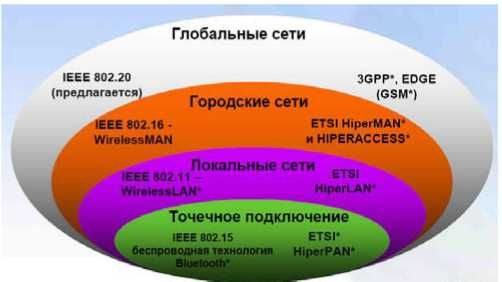 Глобальные сети
IEEE 802.20
(предлагается)
3GPP*, EDGE
(GSM*)
Городские сети
IEEE 802.16 -
WirelessMAN
ETSI HiperMAN*
и HIPERACCESS*
Локальные сети
IEEE 802.11 –
WirelessLAN*
ETSI
HiperLAN*
Точечное подключение
IEEE 802.15
беспроводная технология
Bluetooth*
ETSI*
HiperPAN*